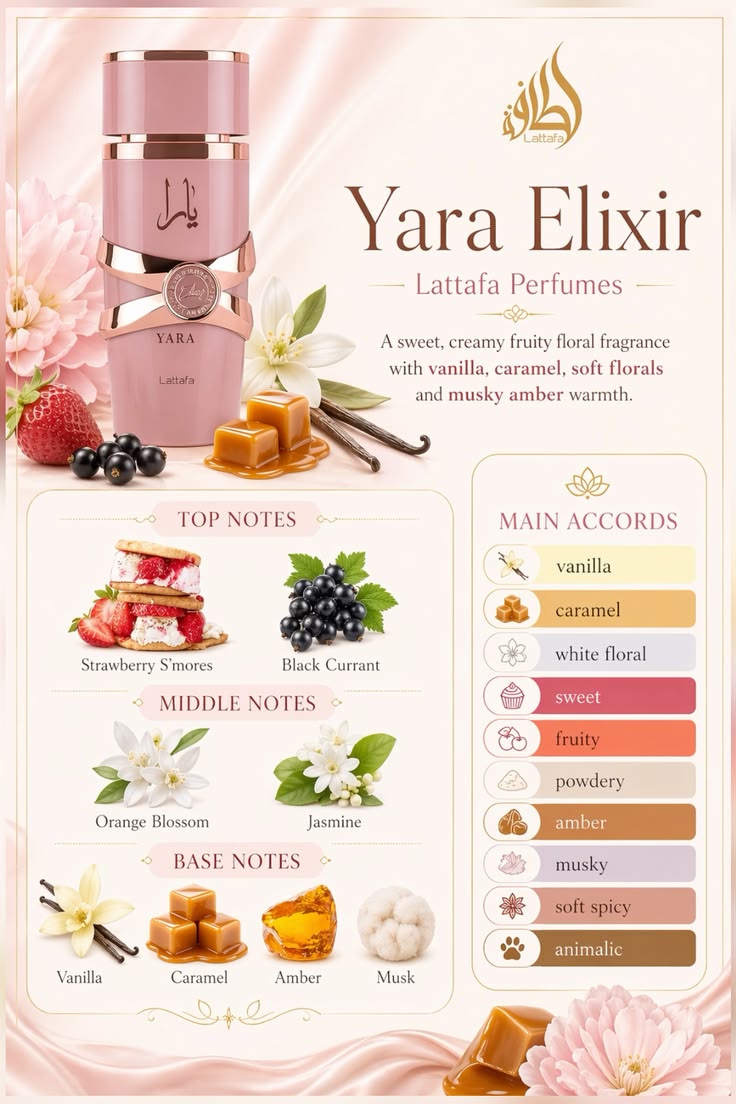 لطافة
Lattafa
Yara Elixir
Lattafa Perfumes
A sweet, creamy fruity floral fragrance
with vanilla, caramel, soft florals
and musky amber warmth.
يارا
YARA
Lattafa
TOP NOTES
Strawberry S'mores
Black Currant
MIDDLE NOTES
Orange Blossom
Jasmine
BASE NOTES
Vanilla
Caramel
Amber
Musk
MAIN ACCORDS
vanilla
caramel
white floral
sweet
fruity
powdery
amber
musky
soft spicy
animalic